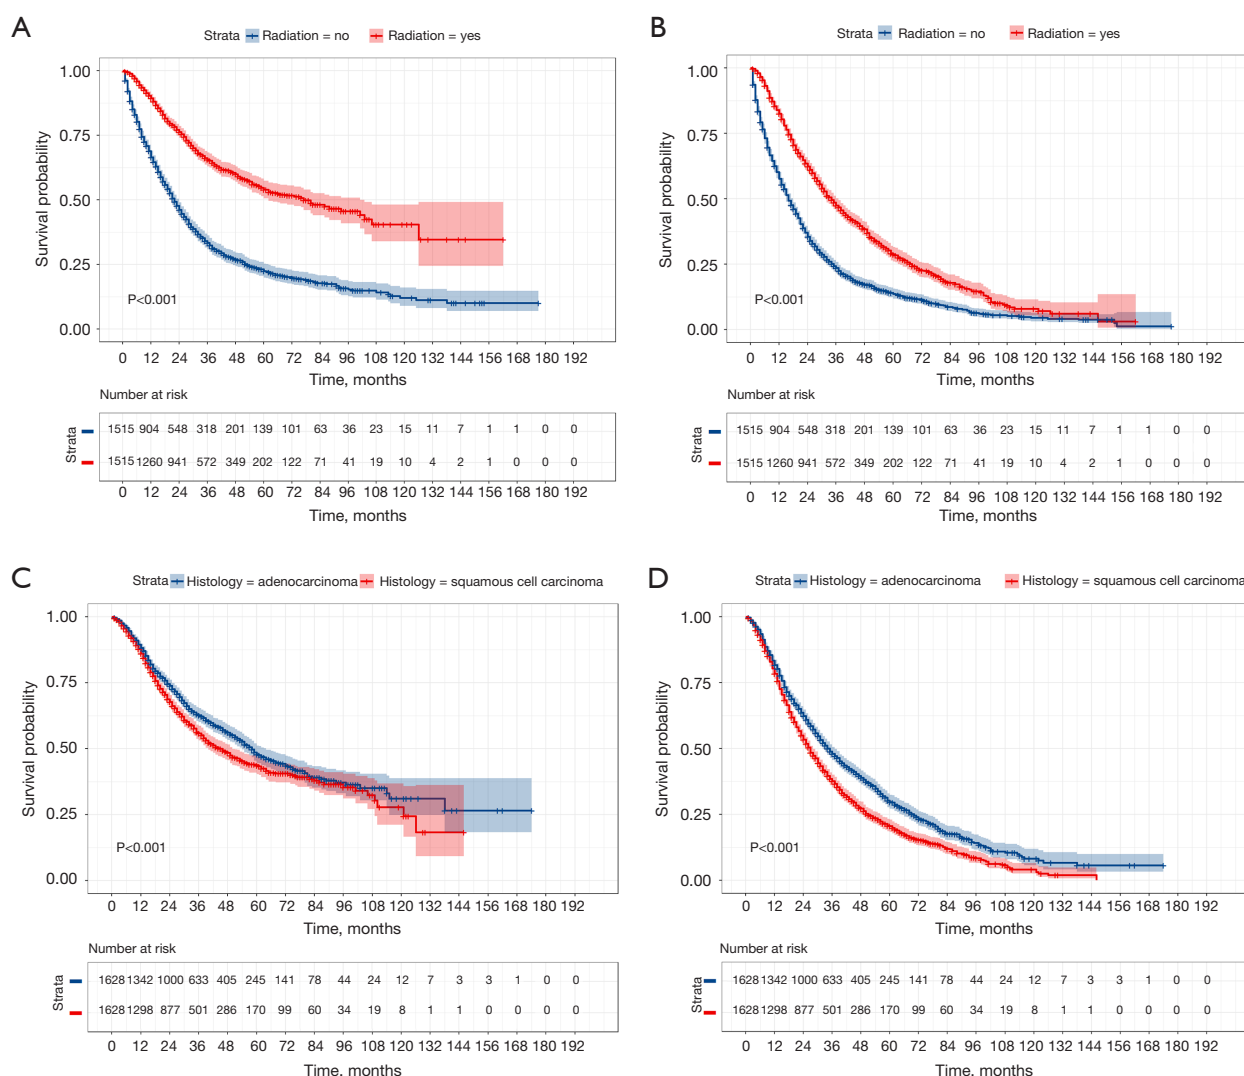 A
Strata Radiation = no Radiation = yes
1.00
0.75
0.50
0.25
0.00
Survival probability
P<0.001
0 12 24 36 48 60 72 84 96 108 120 132 144 156 168 180 192
Time, months
Number at risk
Strata
1515 904 548 318 201 139 101 63 36 23 15 11 7 1 1 0 0
1515 1260 941 572 349 202 122 71 41 19 10 4 2 1 0 0 0
0 12 24 36 48 60 72 84 96 108 120 132 144 156 168 180 192
Time, months
B
Strata Radiation = no Radiation = yes
1.00
0.75
0.50
0.25
0.00
Survival probability
P<0.001
0 12 24 36 48 60 72 84 96 108 120 132 144 156 168 180 192
Time, months
Number at risk
Strata
1515 904 548 318 201 139 101 63 36 23 15 11 7 1 1 0 0
1515 1260 941 572 349 202 122 71 41 19 10 4 2 1 0 0 0
0 12 24 36 48 60 72 84 96 108 120 132 144 156 168 180 192
Time, months
C
Strata Histology = adenocarcinoma Histology = squamous cell carcinoma
1.00
0.75
0.50
0.25
0.00
Survival probability
P<0.001
0 12 24 36 48 60 72 84 96 108 120 132 144 156 168 180 192
Time, months
Number at risk
Strata
1628 1342 1000 633 405 245 141 78 44 24 12 7 3 3 1 0 0
1628 1298 877 501 286 170 99 60 34 19 8 1 1 0 0 0 0
0 12 24 36 48 60 72 84 96 108 120 132 144 156 168 180 192
Time, months
D
Strata Histology = adenocarcinoma Histology = squamous cell carcinoma
1.00
0.75
0.50
0.25
0.00
Survival probability
P<0.001
0 12 24 36 48 60 72 84 96 108 120 132 144 156 168 180 192
Time, months
Number at risk
Strata
1628 1342 1000 633 405 245 141 78 44 24 12 7 3 3 1 0 0
1628 1298 877 501 286 170 99 60 34 19 8 1 1 0 0 0 0
0 12 24 36 48 60 72 84 96 108 120 132 144 156 168 180 192
Time, months